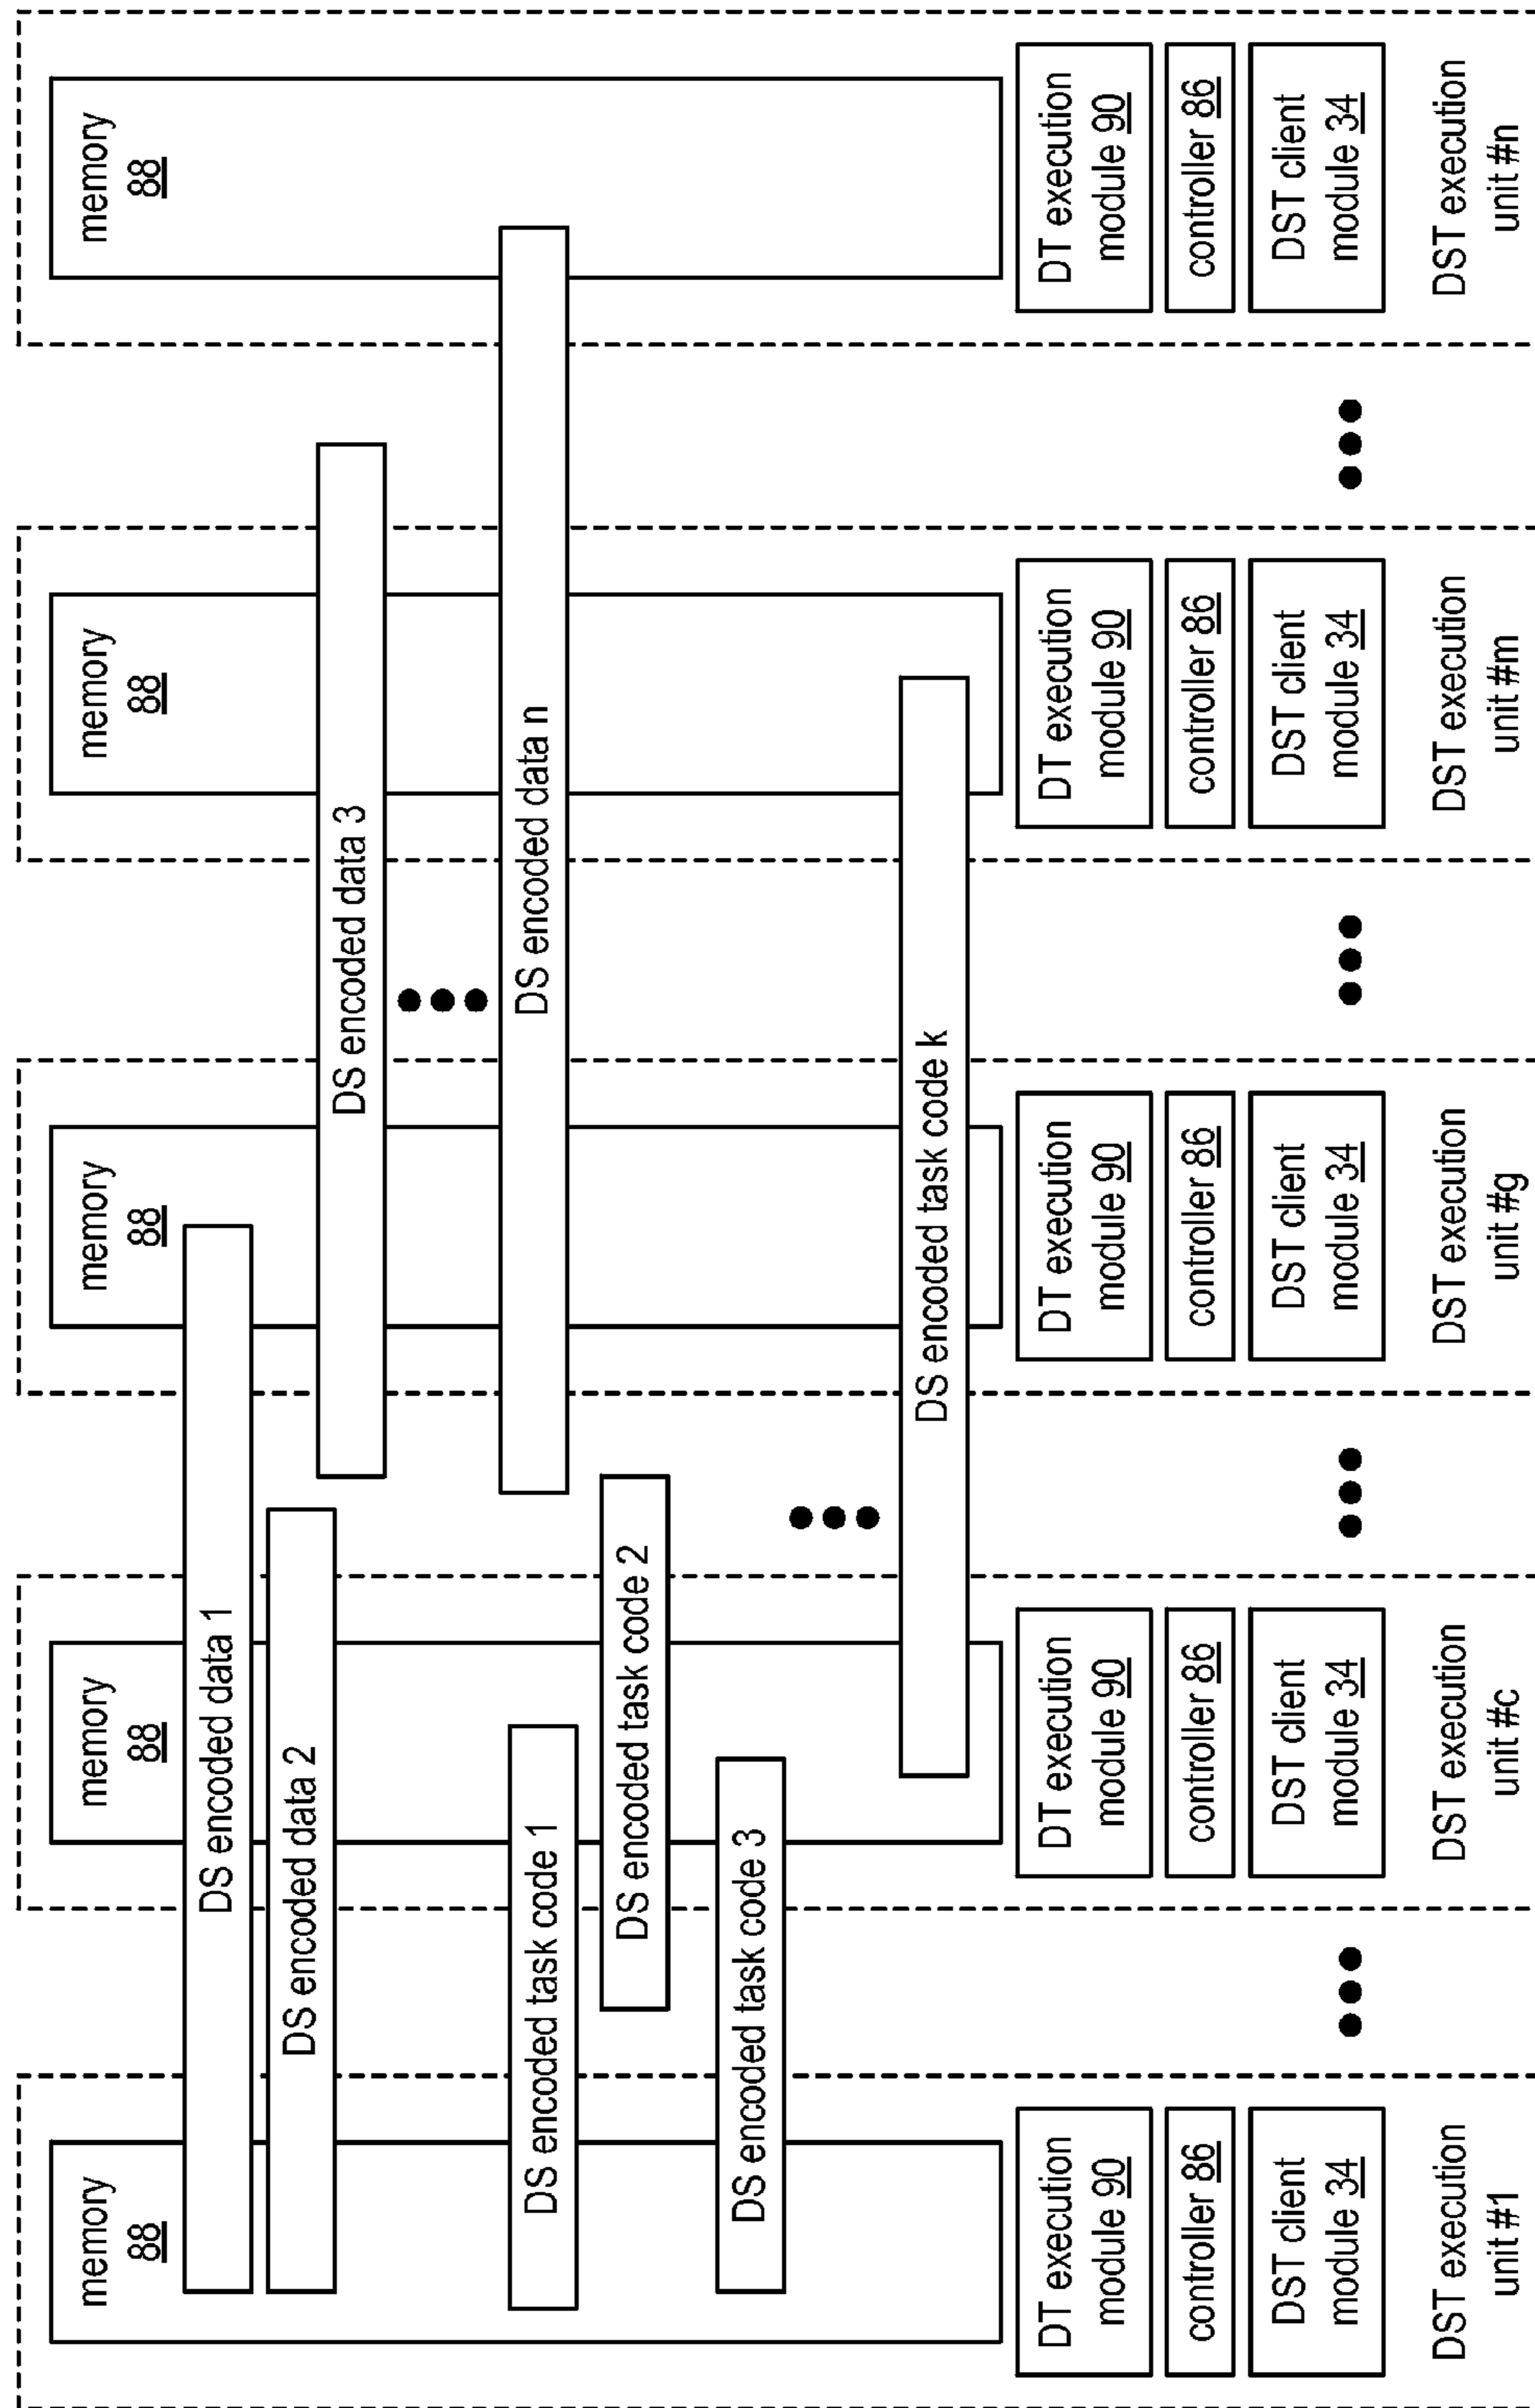 memory
88
memory
88
memory
88
memory
88
memory
88
DS encoded data 1
DS encoded data 2
DS encoded data 3
DS encoded data n
DS encoded task code 1
DS encoded task code 2
DS encoded task code 3
DS encoded task code k
DT execution
module 90
controller 86
DST client
module 34
DST execution
unit #1
DT execution
module 90
controller 86
DST client
module 34
DST execution
unit #c
DT execution
module 90
controller 86
DST client
module 34
DST execution
unit #g
DT execution
module 90
controller 86
DST client
module 34
DST execution
unit #m
DT execution
module 90
controller 86
DST client
module 34
DST execution
unit #n